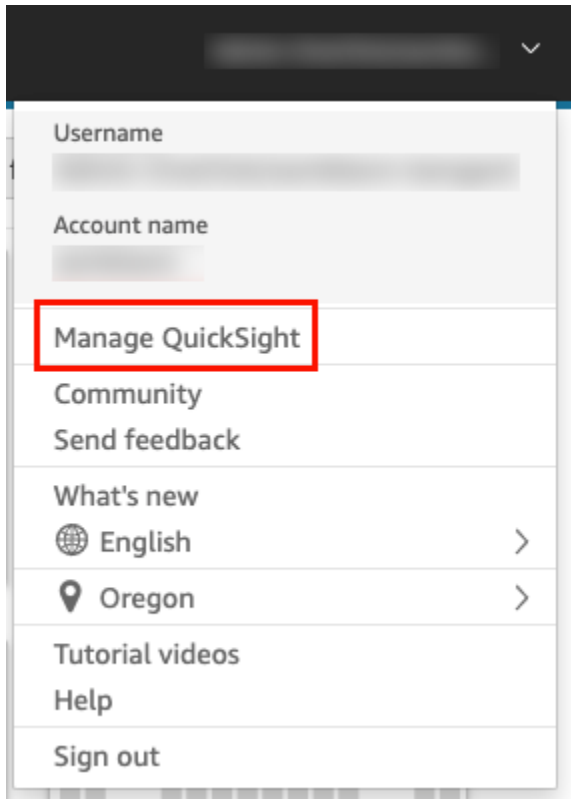 Username
Account name
Manage QuickSight
Community
Send feedback
What's new
English
Oregon
Tutorial videos
Help
Sign out